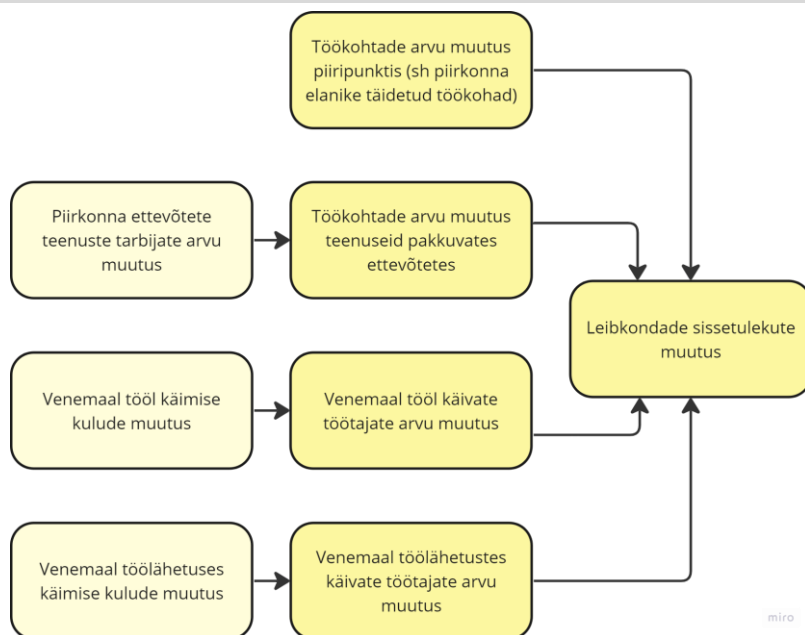 Töökohtade arvu muutus
piiripunktis (sh piirkonna
elanike täidetud töökohad)
Piirkonna ettevõtete
teenuste tarbijate arvu
muutus
Töökohtade arvu muutus
teenuseid pakkuvates
ettevõtetes
Leibkondade sissetulekute
muutus
Venemaal tööl käimise
kulude muutus
Venemaal tööl käivate
töötajate arvu muutus
Venemaal töölähetuses
käimise kulude muutus
Venemaal töölähetustes
käivate töötajate arvu
muutus
miro